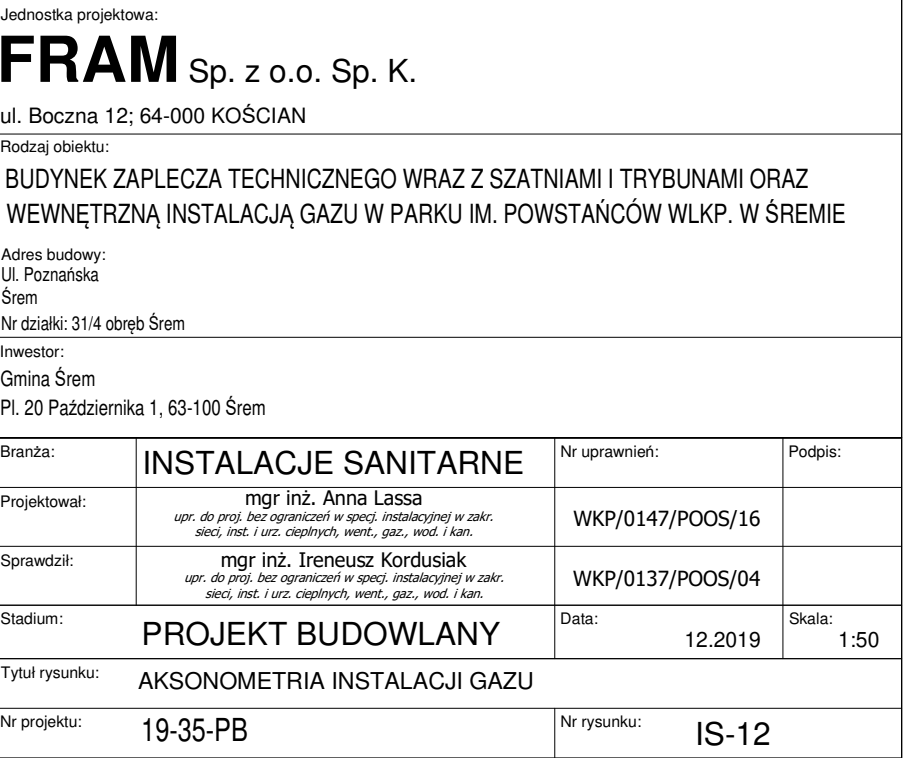 Jednostka projektowa:
FRAM Sp. z o.o. Sp. K.
ul. Boczna 12; 64-000 KOŚCIAN
Rodzaj obiektu:
BUDYNEK ZAPLECZA TECHNICZNEGO WRAZ Z SZATNIAMI I TRYBUNAMI ORAZ
WEWNĘTRZNĄ INSTALACJĄ GAZU W PARKU IM. POWSTAŃCÓW WLKP. W ŚREMIE
Adres budowy:
Ul. Poznańska
Śrem
Nr działki: 31/4 obręb Śrem
Inwestor:
Gmina Śrem
Pl. 20 Października 1, 63-100 Śrem
Branża: INSTALACJE SANITARNE Nr uprawnień: Podpis:
Projektował: mgr inż. Anna Lassa
upr. do proj. bez ograniczeń w specj. instalacyjnej w zakr.
sieci, inst. i urz. cieplnych, went., gaz., wod. i kan.
WKP/0147/POOS/16
Sprawdził: mgr inż. Ireneusz Kordusiak
upr. do proj. bez ograniczeń w specj. instalacyjnej w zakr.
sieci, inst. i urz. cieplnych, went., gaz., wod. i kan.
WKP/0137/POOS/04
Stadium: PROJEKT BUDOWLANY Data: 12.2019 Skala: 1:50
Tytuł rysunku: AKSONOMETRIA INSTALACJI GAZU
Nr projektu: 19-35-PB Nr rysunku: IS-12